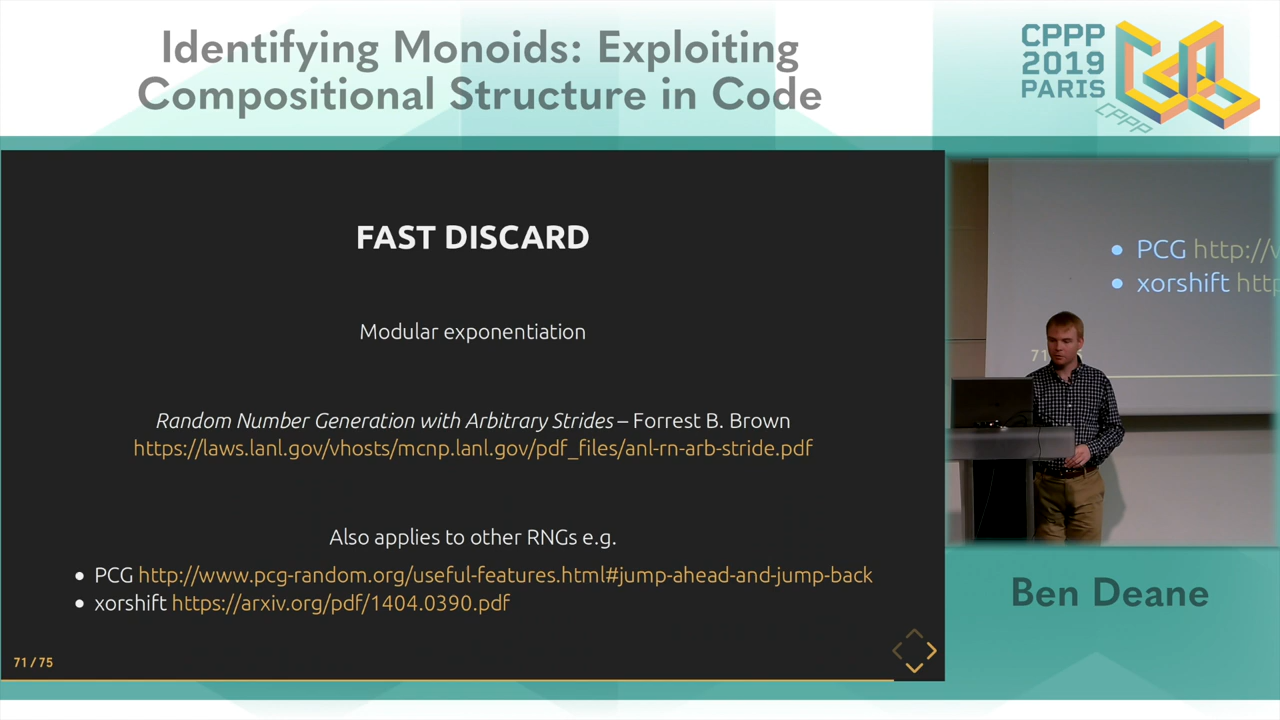 Identifying Monoids: Exploiting
Compositional Structure in Code
CPPP
2019
PARIS
CPPP
FAST DISCARD
Modular exponentiation
Random Number Generation with Arbitrary Strides – Forrest B. Brown
https://laws.lanl.gov/vhosts/mcnp.lanl.gov/pdf_files/anl-rn-arb-stride.pdf
Also applies to other RNGs e.g.
• PCG http://www.pcg-random.org/useful-features.html#jump-ahead-and-jump-back
• xorshift https://arxiv.org/pdf/1404.0390.pdf
71 / 75
• PCG http://
• xorshift http
Ben Deane